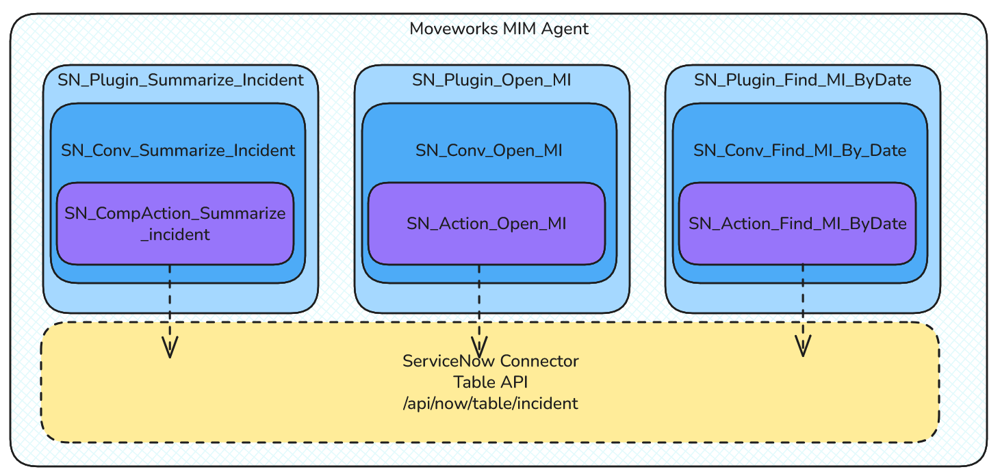 Moveworks MIM Agent
SN_Plugin_Summarize_Incident
SN_Conv_Summarize_Incident
SN_CompAction_Summarize
_incident
SN_Plugin_Open_MI
SN_Conv_Open_MI
SN_Action_Open_MI
SN_Plugin_Find_MI_ByDate
SN_Conv_Find_MI_By_Date
SN_Action_Find_MI_ByDate
ServiceNow Connector
Table API
/api/now/table/incident